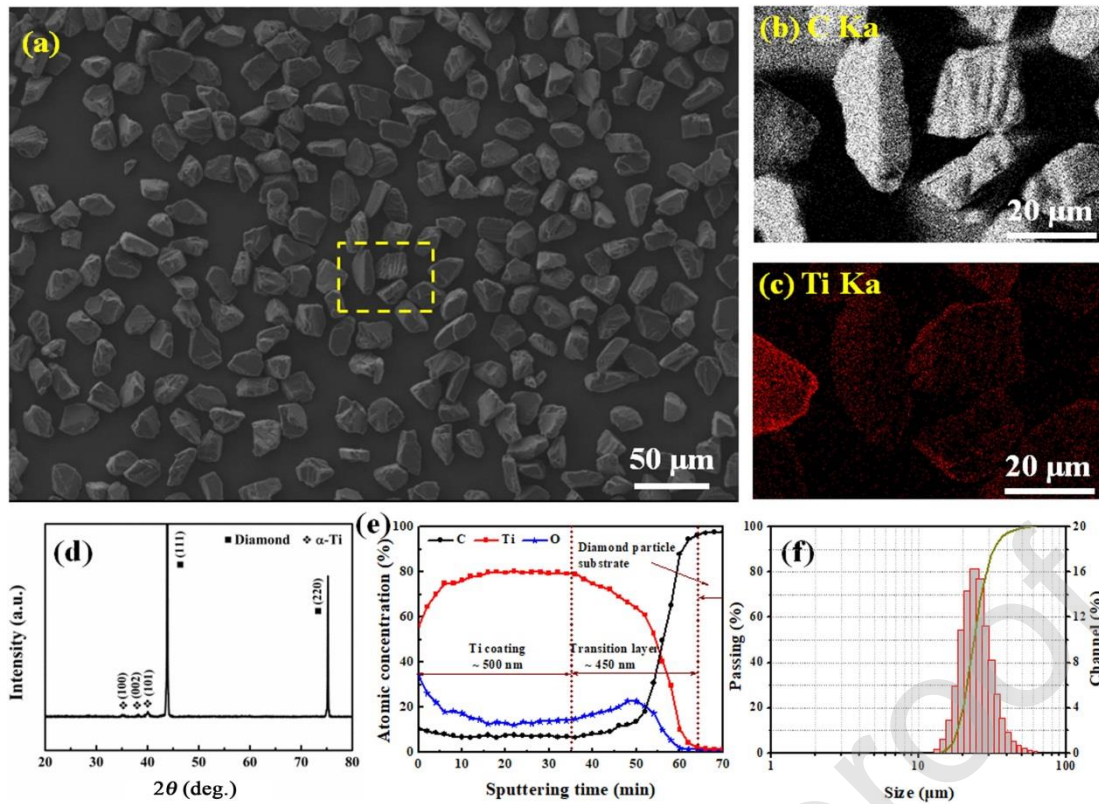 (a)
50 μm
(b) C Ka
20 μm
(c) Ti Ka
20 μm
(d)
■ Diamond ✣ α-Ti
■ (111)
■ (220)
✣ (100)
✣ (002)
✣ (101)
Intensity (a.u.)
20 30 40 50 60 70 80
2θ (deg.)
(e)
C Ti O
Diamond particle
substrate
Ti coating
~ 500 nm
Transition layer
~ 450 nm
Atomic concentration (%)
100
80
60
40
20
0
0 10 20 30 40 50 60 70
Sputtering time (min)
(f)
Passing (%)
100
80
60
40
20
0
20
16
12
8
4
0
Channel (%)
1 10 100
Size (μm)
roof